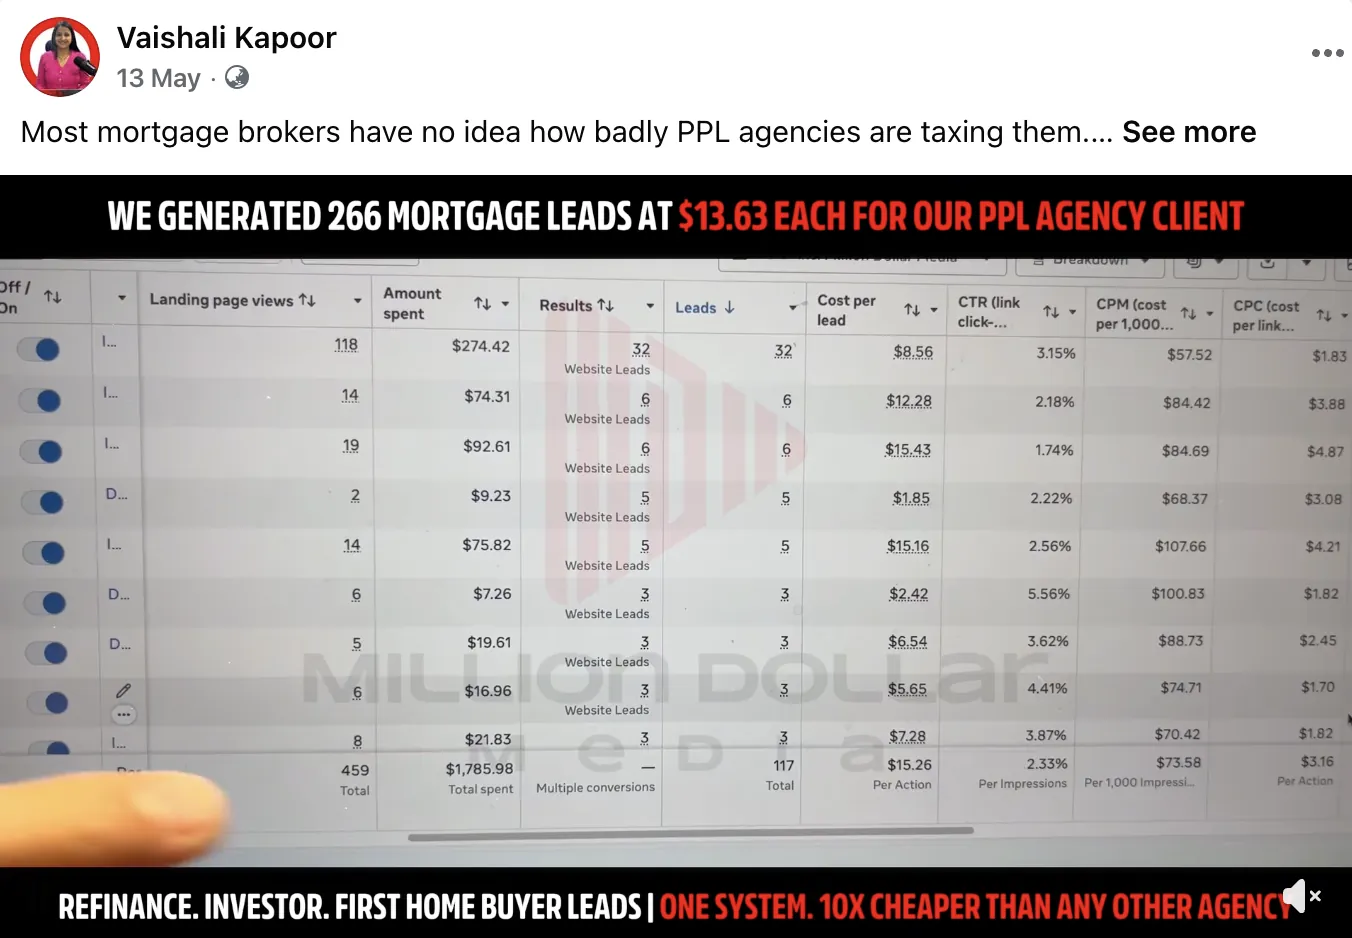 Vaishali Kapoor
13 May ·
Most mortgage brokers have no idea how badly PPL agencies are taxing them.... See more
WE GENERATED 266 MORTGAGE LEADS AT $13.63 EACH FOR OUR PPL AGENCY CLIENT
Breakdown
Off / On
Landing page views
Amount spent
Results
Leads
Cost per lead
CTR (link click-...
CPM (cost per 1,000...
CPC (cost per link...
I... 118 $274.42 32 32 $8.56 3.15% $57.52 $1.83
Website Leads
I... 14 $74.31 6 6 $12.28 2.18% $84.42 $3.88
Website Leads
I... 19 $92.61 6 6 $15.43 1.74% $84.69 $4.87
Website Leads
D... 2 $9.23 5 5 $1.85 2.22% $68.37 $3.08
Website Leads
I... 14 $75.82 5 5 $15.16 2.56% $107.66 $4.21
Website Leads
D... 6 $7.26 3 3 $2.42 5.56% $100.83 $1.82
Website Leads
D... 5 $19.61 3 3 $6.54 3.62% $88.73 $2.45
Website Leads
MILLION DOLLAR
6 $16.96 3 3 $5.65 4.41% $74.71 $1.70
Website Leads
I... 8 $21.83 3 3 $7.28 3.87% $70.42 $1.82
MEDIA
459 $1,785.98 — 117 $15.26 2.33% $73.58 $3.16
Total Total spent Multiple conversions Total Per Action Per Impressions Per 1,000 Impressi... Per Action
REFINANCE. INVESTOR. FIRST HOME BUYER LEADS | ONE SYSTEM. 10X CHEAPER THAN ANY OTHER AGENCY